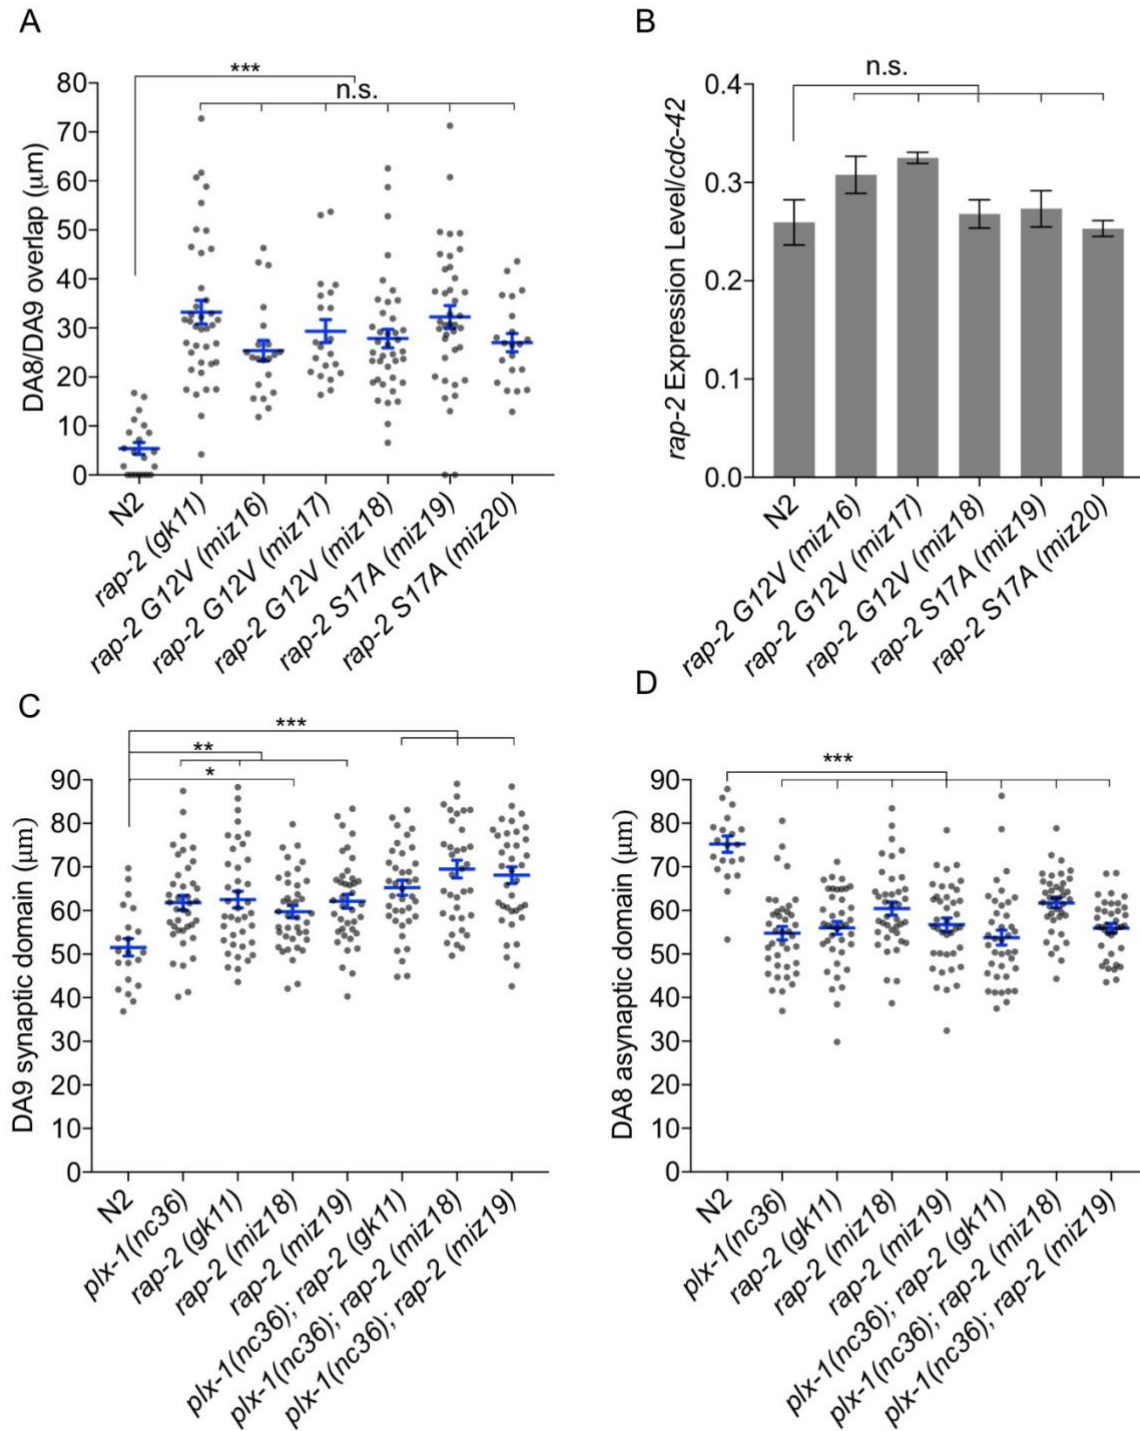 A
DA8/DA9 overlap (μm)
80
70
60
50
40
30
20
10
0
***
n.s.
N2
rap-2 (gk11)
rap-2 G12V (miz16)
rap-2 G12V (miz17)
rap-2 G12V (miz18)
rap-2 S17A (miz19)
rap-2 S17A (miz20)
B
rap-2 Expression Level/cdc-42
0.4
0.3
0.2
0.1
0.0
n.s.
N2
rap-2 G12V (miz16)
rap-2 G12V (miz17)
rap-2 G12V (miz18)
rap-2 S17A (miz19)
rap-2 S17A (miz20)
C
DA9 synaptic domain (μm)
90
80
70
60
50
40
30
20
10
0
***
**
*
N2
plx-1(nc36)
rap-2 (gk11)
rap-2 (miz18)
rap-2 (miz19)
plx-1(nc36); rap-2 (gk11)
plx-1(nc36); rap-2 (miz18)
plx-1(nc36); rap-2 (miz19)
D
DA8 asynaptic domain (μm)
90
80
70
60
50
40
30
20
10
0
***
N2
plx-1(nc36)
rap-2 (gk11)
rap-2 (miz18)
rap-2 (miz19)
plx-1(nc36); rap-2 (gk11)
plx-1(nc36); rap-2 (miz18)
plx-1(nc36); rap-2 (miz19)